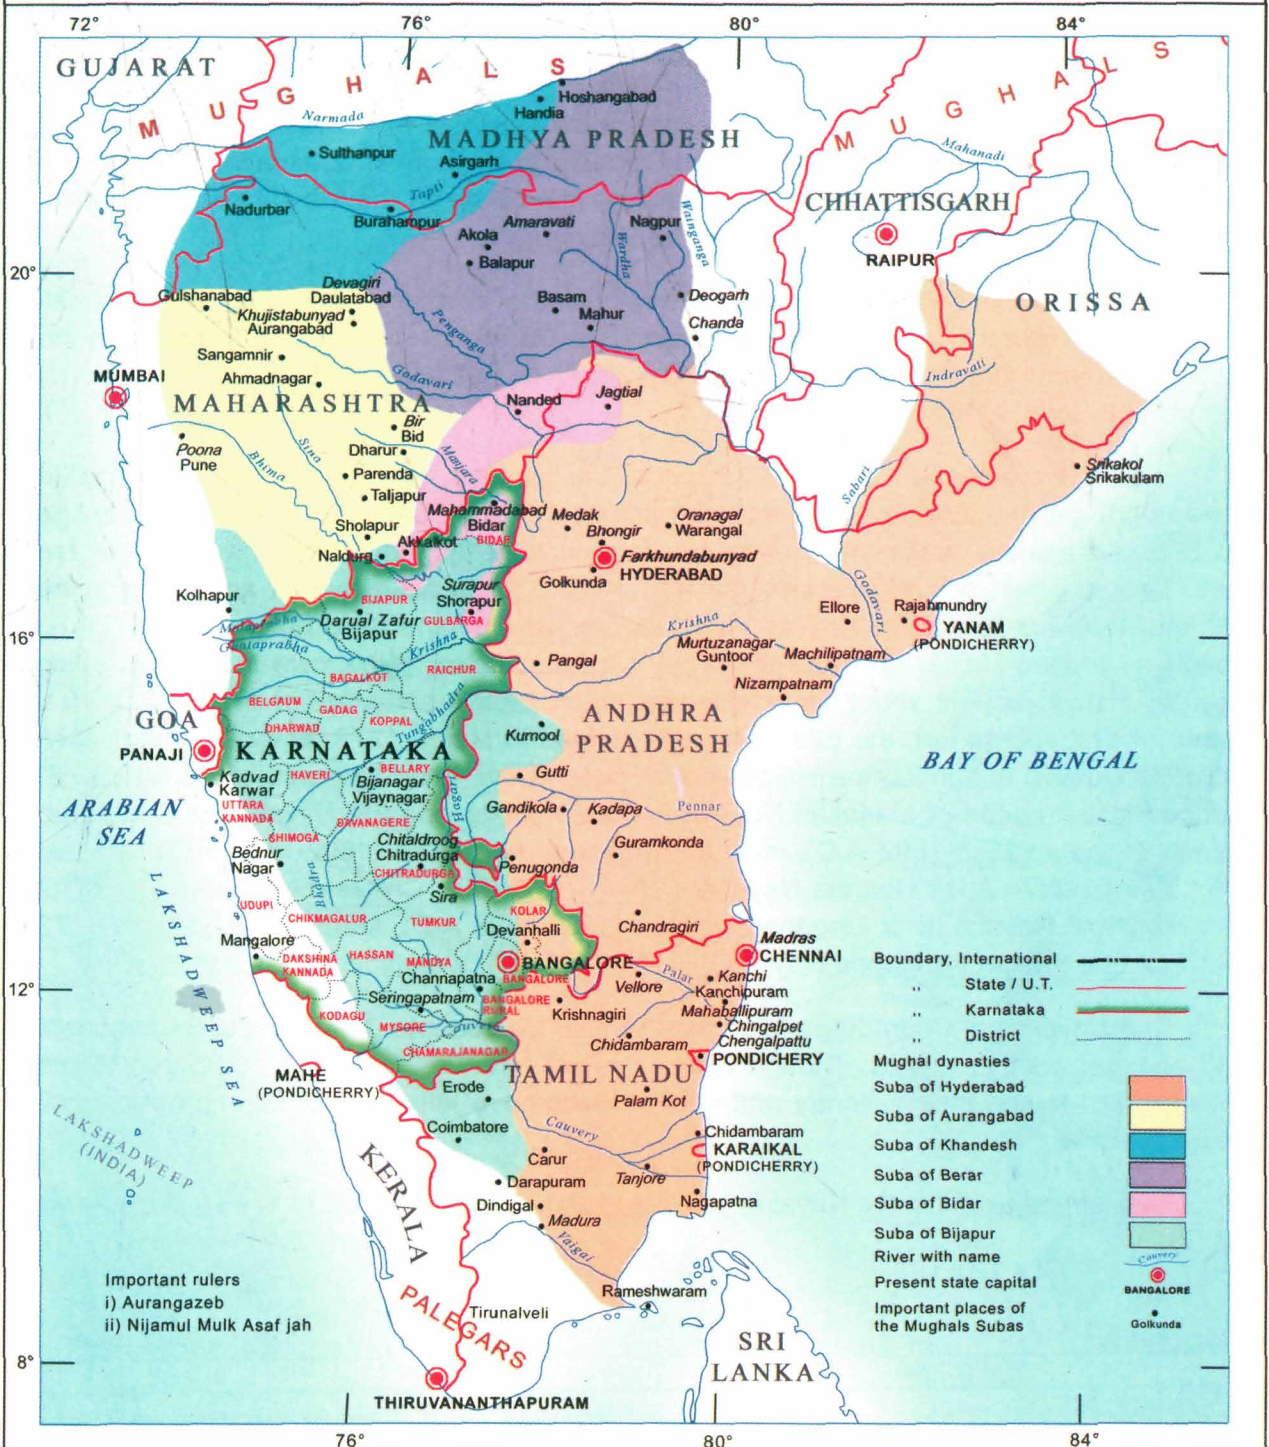 72°
76°
80°
84°
GUJARAT
MUGHALS
MUGHALS
Narmada
Hoshangabad
Handia
MADHYA PRADESH
Sulthanpur
Asirgarh
Tapti
Mahanadi
Nadurbar
Burahampur
Amaravati
Nagpur
Akola
Balapur
Wardha
Wainganga
CHHATTISGARH
RAIPUR
20°
ORISSA
Devagiri
Daulatabad
Gulshanabad
Khujistabunyad
Aurangabad
Basam
Mahur
Deogarh
Chanda
Penganga
Sangamnir
Ahmadnagar
Godavari
Indravati
MUMBAI
MAHARASHTRA
Nanded
Jagtial
Bir
Bid
Poona
Pune
Bhima
Sina
Dharur
Manjara
Parenda
Taljapur
Sabari
Srikakol
Srikakulam
Mahammadabad
Bidar
BIDAR
Medak
Bhongir
Oranagal
Warangal
Sholapur
Akkalkot
Naldurg
Farkhundabunyad
HYDERABAD
Golkunda
Kolhapur
Surapur
Shorapur
BIJAPUR
Darual Zafur
Bijapur
GULBARGA
Godavari
Ellore
Rajahmundry
YANAM
(PONDICHERRY)
16°
Malaprabha
Ghataprabha
Krishna
Krishna
Murtuzanagar
Guntoor
Machilipatnam
Pangal
Nizampatnam
BAGALKOT
RAICHUR
BELGAUM
GADAG
KOPPAL
DHARWAD
Tungabhadra
GOA
PANAJI
KARNATAKA
Kurnool
ANDHRA
PRADESH
BAY OF BENGAL
Kadvad
Karwar
HAVERI
BELLARY
Bijanagar
Vijaynagar
Hagari
Gutti
UTTARA
KANNADA
ARABIAN
SEA
Gandikola
Kadapa
Pennar
DAVANAGERE
SHIMOGA
Chitaldroog
Chitradurga
CHITRADURGA
Guramkonda
Bednur
Nagar
Bhadra
Penugonda
Sira
UDUPI
CHIKMAGALUR
TUMKUR
KOLAR
Chandragiri
Devanhalli
Mangalore
DAKSHINA
KANNADA
HASSAN
MANDYA
BANGALORE
BANGALORE
Madras
CHENNAI
Channapatna
Palar
Vellore
Kanchi
Kanchipuram
12°
Seringapatnam
BANGALORE
RURAL
Krishnagiri
Mahaballipuram
KODAGU
MYSORE
Cauvery
Chingalpet
Chengalpattu
Chidambaram
CHAMARAJANAGAR
PONDICHERY
LAKSHADWEEP SEA
MAHE
(PONDICHERRY)
Erode
TAMIL NADU
Palam Kot
LAKSHADWEEP
(INDIA)
Coimbatore
Cauvery
Chidambaram
KARAIKAL
(PONDICHERRY)
KERALA
Carur
Tanjore
Darapuram
Nagapatna
Dindigal
Madura
Vaigai
Rameshwaram
PALEGARS
Tirunalveli
SRI
LANKA
THIRUVANANTHAPURAM
8°
Important rulers
i) Aurangazeb
ii) Nijamul Mulk Asaf jah
Boundary, International
,, State / U.T.
,, Karnataka
,, District
Mughal dynasties
Suba of Hyderabad
Suba of Aurangabad
Suba of Khandesh
Suba of Berar
Suba of Bidar
Suba of Bijapur
River with name Cauvery
Present state capital BANGALORE
Important places of
the Mughals Subas Golkunda
76°
80°
84°